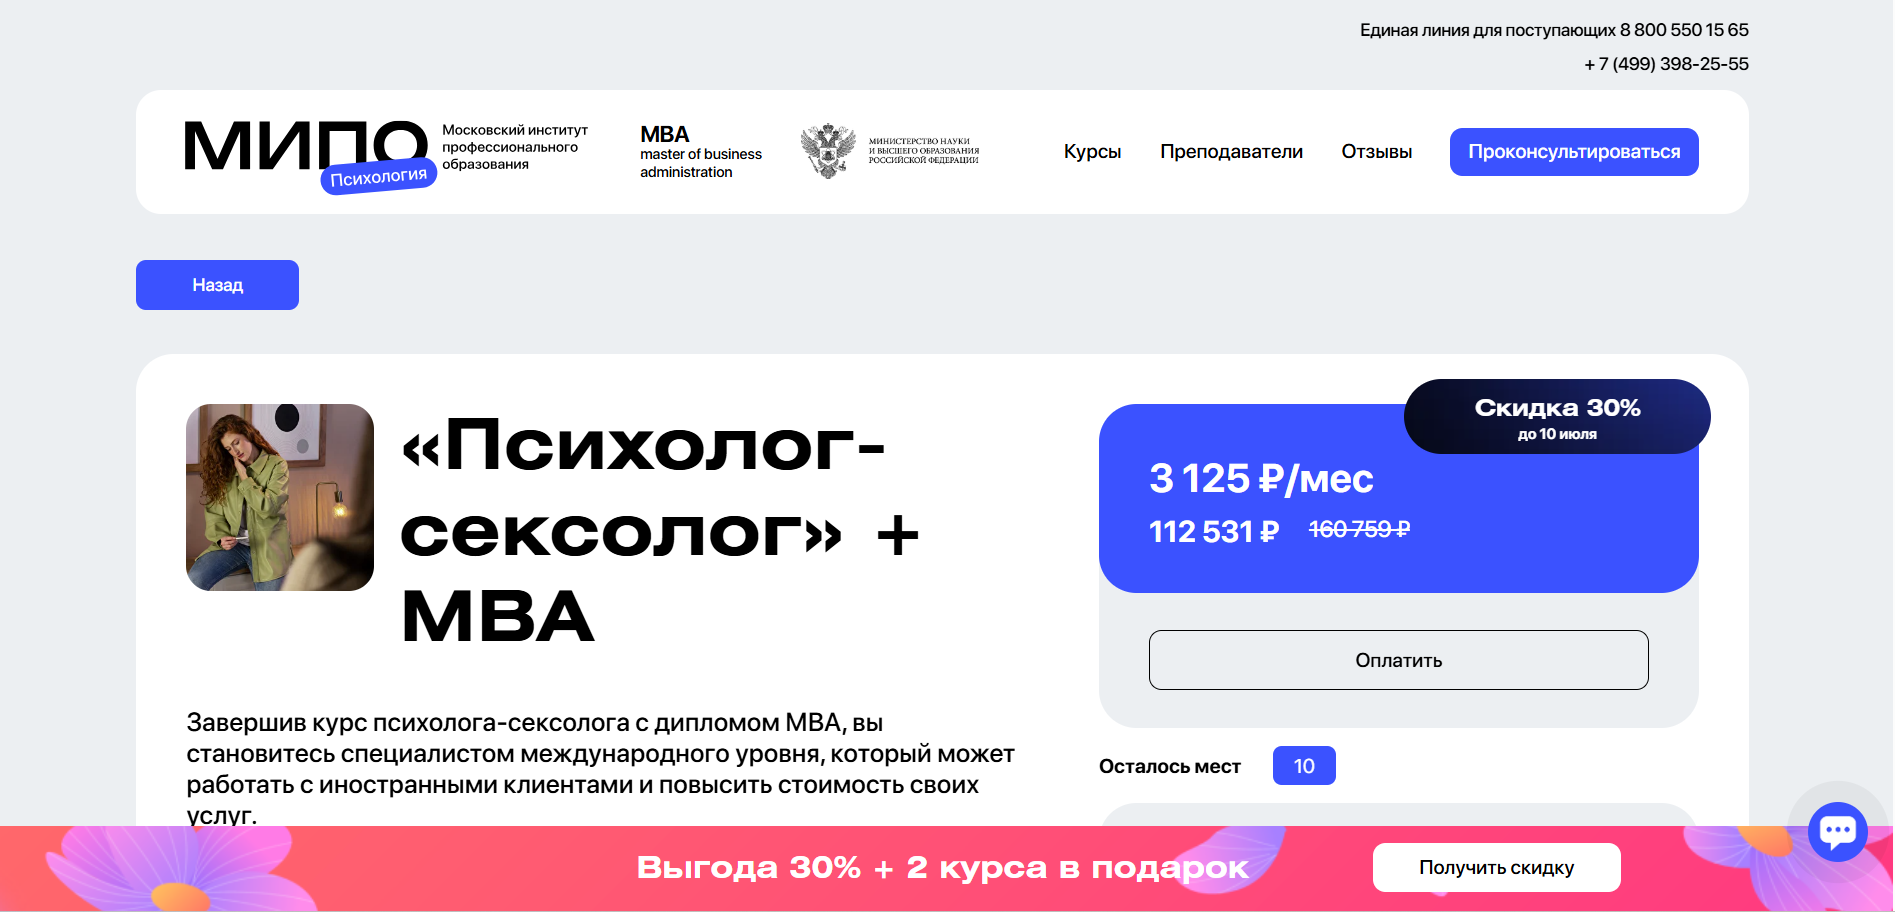 Единая линия для поступающих 8 800 550 15 65
+ 7 (499) 398-25-55
МИПО
Психология
Московский институт
профессионального
образования
MBA
master of business
administration
МИНИСТЕРСТВО НАУКИ
И ВЫСШЕГО ОБРАЗОВАНИЯ
РОССИЙСКОЙ ФЕДЕРАЦИИ
Курсы
Преподаватели
Отзывы
Проконсультироваться
Назад
«Психолог-
сексолог» +
MBA
Завершив курс психолога-сексолога с дипломом MBA, вы
становитесь специалистом международного уровня, который может
работать с иностранными клиентами и повысить стоимость своих
услуг.
Скидка 30%
до 10 июля
3 125 ₽/мес
112 531 ₽ 160 759 ₽
Оплатить
Осталось мест 10
Выгода 30% + 2 курса в подарок
Получить скидку